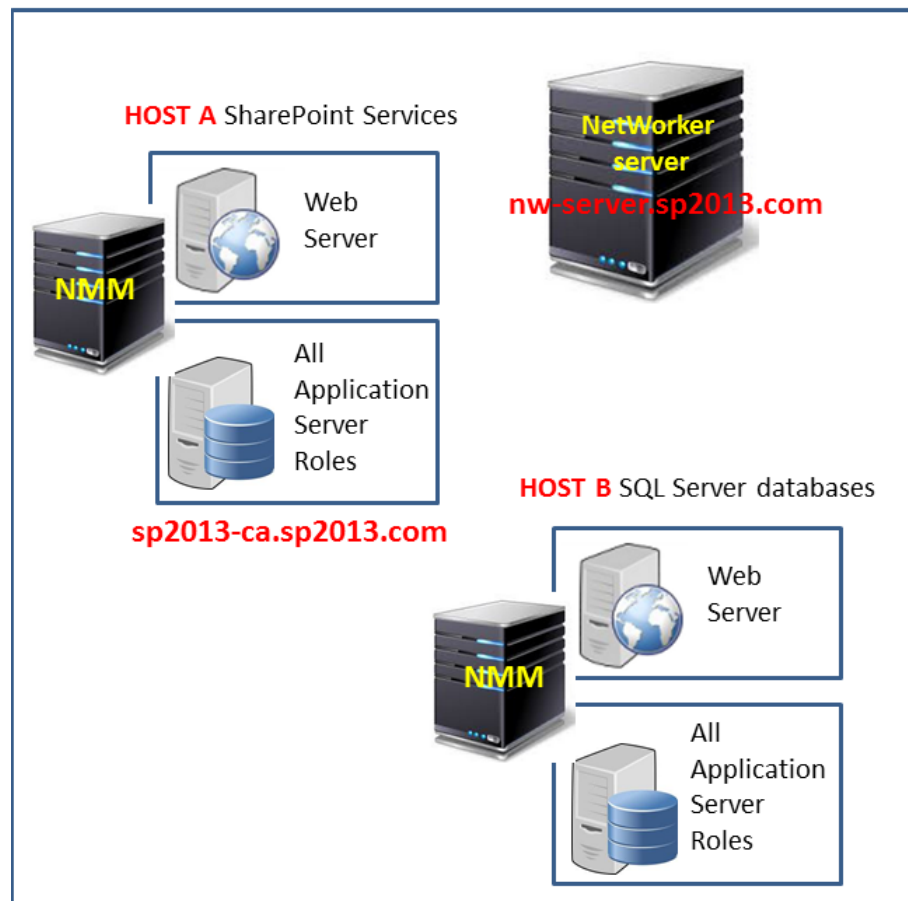 HOST A SharePoint Services
Web
Server
NMM
All
Application
Server
Roles
sp2013-ca.sp2013.com
NetWorker
server
nw-server.sp2013.com
HOST B SQL Server databases
Web
Server
NMM
All
Application
Server
Roles